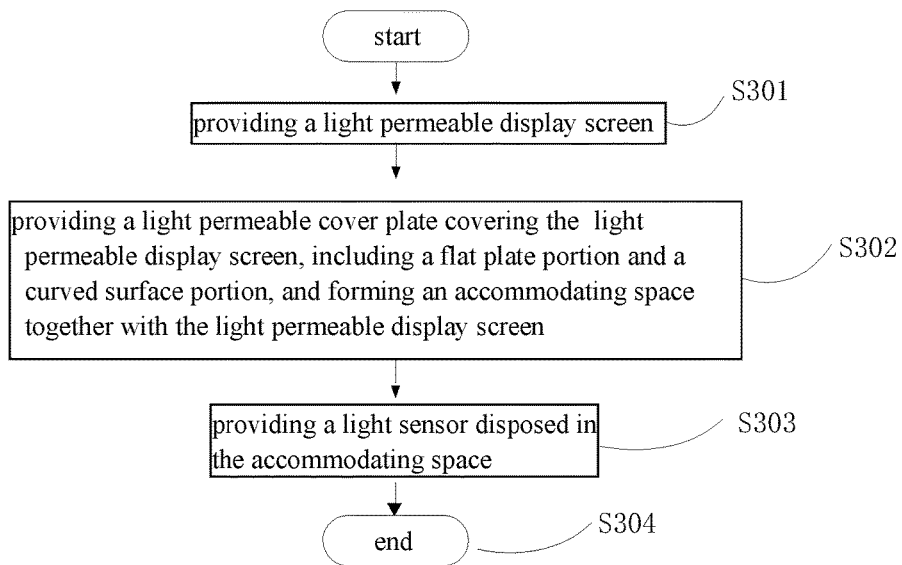 start
S301
providing a light permeable display screen
providing a light permeable cover plate covering the light
permeable display screen, including a flat plate portion and a
curved surface portion, and forming an accommodating space
together with the light permeable display screen
S302
providing a light sensor disposed in
the accommodating space
S303
end
S304